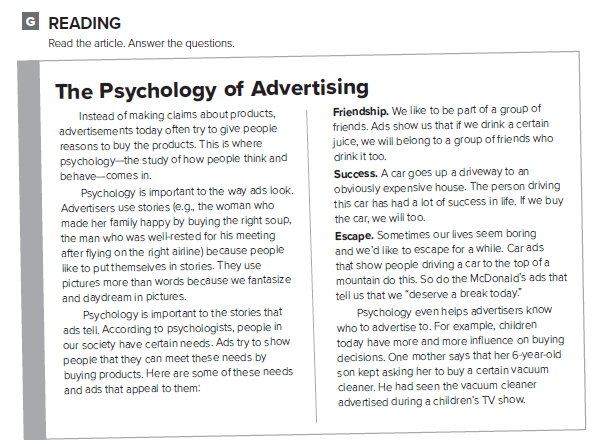 G READING
Read the article. Answer the questions.
The Psychology of Advertising
Instead of making claims about products,
advertisements today often try to give people
reasons to buy the products. This is where
psychology—the study of how people think and
behave—comes in.
Psychology is important to the way ads look.
Advertisers use stories (e.g., the woman who
made her family happy by buying the right soup,
the man who was well-rested for his meeting
after flying on the right airline) because people
like to put themselves in stories. They use
pictures more than words because we fantasize
and daydream in pictures.
Psychology is important to the stories that
ads tell. According to psychologists, people in
our society have certain needs. Ads try to show
people that they can meet these needs by
buying products. Here are some of these needs
and ads that appeal to them:
Friendship. We like to be part of a group of
friends. Ads show us that if we drink a certain
juice, we will belong to a group of friends who
drink it too.
Success. A car goes up a driveway to an
obviously expensive house. The person driving
this car has had a lot of success in life. If we buy
the car, we will too.
Escape. Sometimes our lives seem boring
and we'd like to escape for a while. Car ads
that show people driving a car to the top of a
mountain do this. So do the McDonald's ads that
tell us that we "deserve a break today."
Psychology even helps advertisers know
who to advertise to. For example, children
today have more and more influence on buying
decisions. One mother says that her 6-year-old
son kept asking her to buy a certain vacuum
cleaner. He had seen the vacuum cleaner
advertised during a children's TV show.